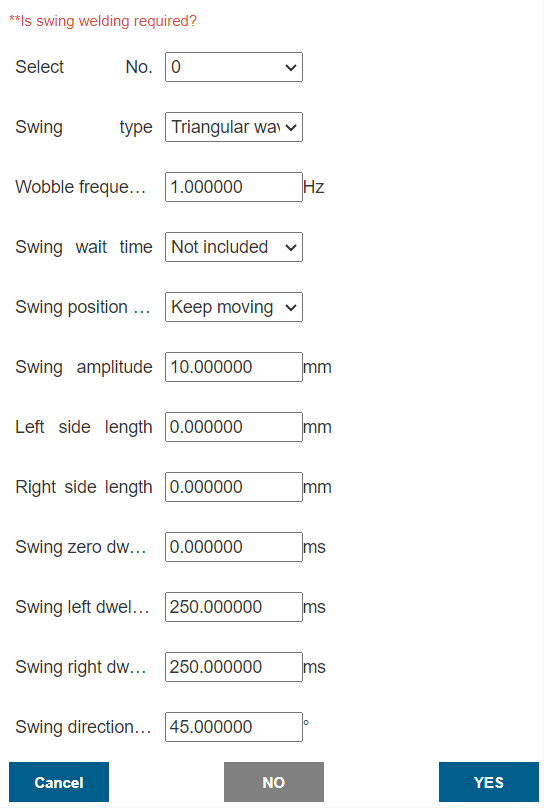 **Is swing welding required?
Select No. 0
Swing type Triangular wav
Wobble freque... 1.000000 Hz
Swing wait time Not included
Swing position ... Keep moving
Swing amplitude 10.000000 mm
Left side length 0.000000 mm
Right side length 0.000000 mm
Swing zero dw... 0.000000 ms
Swing left dwel... 250.000000 ms
Swing right dw... 250.000000 ms
Swing direction... 45.000000 °
Cancel NO YES